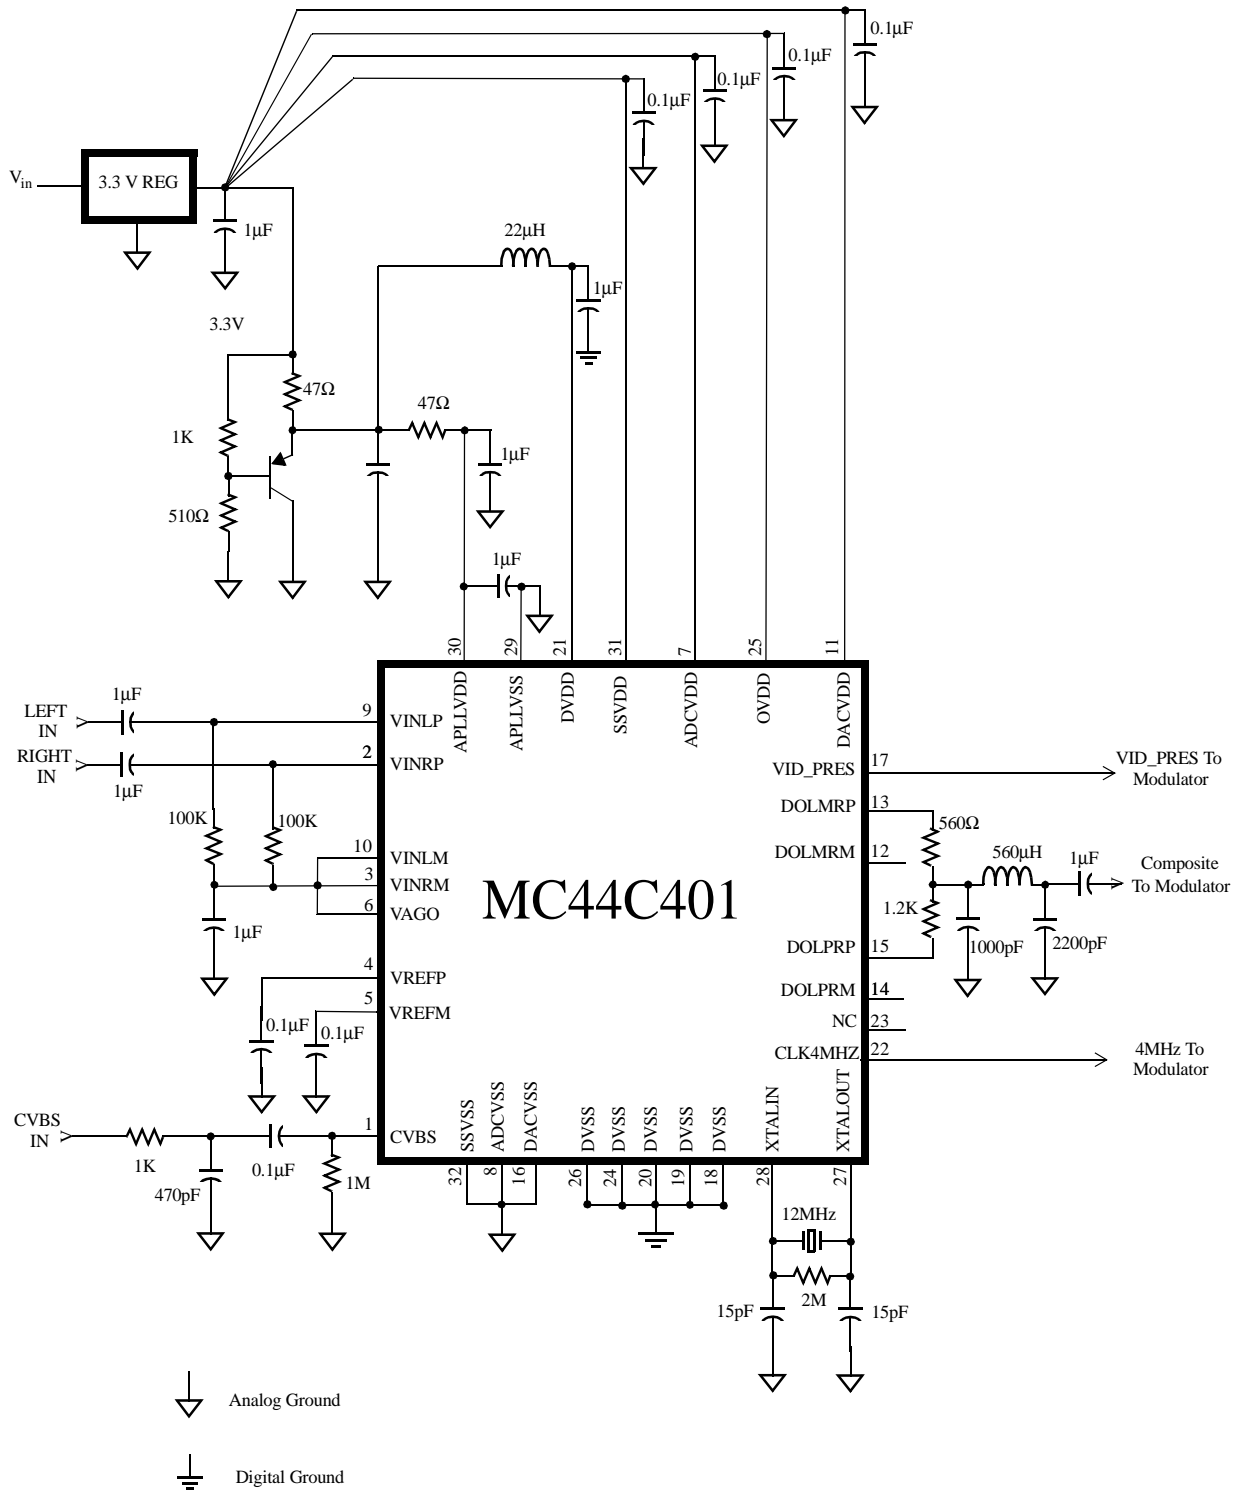 0.1µF
0.1µF
0.1µF
0.1µF
Vin
3.3 V REG
1µF
22µH
1µF
3.3V
47Ω
47Ω
1K
1µF
510Ω
1µF
30
29
21
31
7
25
11
APLLVDD
APLLVSS
DVDD
SSVDD
ADCVDD
OVDD
DACVDD
LEFT
IN
1µF
9
VINLP
RIGHT
IN
1µF
2
VINRP
100K
100K
10
VINLM
3
VINRM
6
VAGO
1µF
4
VREFP
5
VREFM
0.1µF
0.1µF
CVBS
IN
1K
470pF
0.1µF
1M
1
CVBS
MC44C401
VID_PRES
17
VID_PRES To
Modulator
DOLMRP
13
560Ω
DOLMRM
12
560µH
1µF
Composite
To Modulator
1.2K
1000pF
2200pF
DOLPRP
15
DOLPRM
14
NC
23
CLK4MHZ
22
4MHz To
Modulator
SSVSS
ADCVSS
DACVSS
DVSS
DVSS
DVSS
DVSS
DVSS
XTALIN
XTALOUT
32
8
16
26
24
20
19
18
28
27
12MHz
2M
15pF
15pF
Analog Ground
Digital Ground